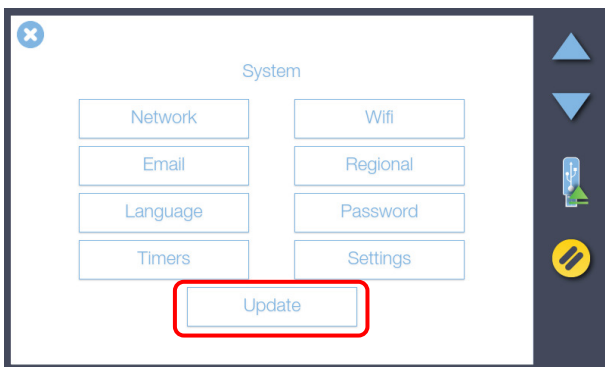 System
Network Wifi
Email Regional
Language Password
Timers Settings
Update